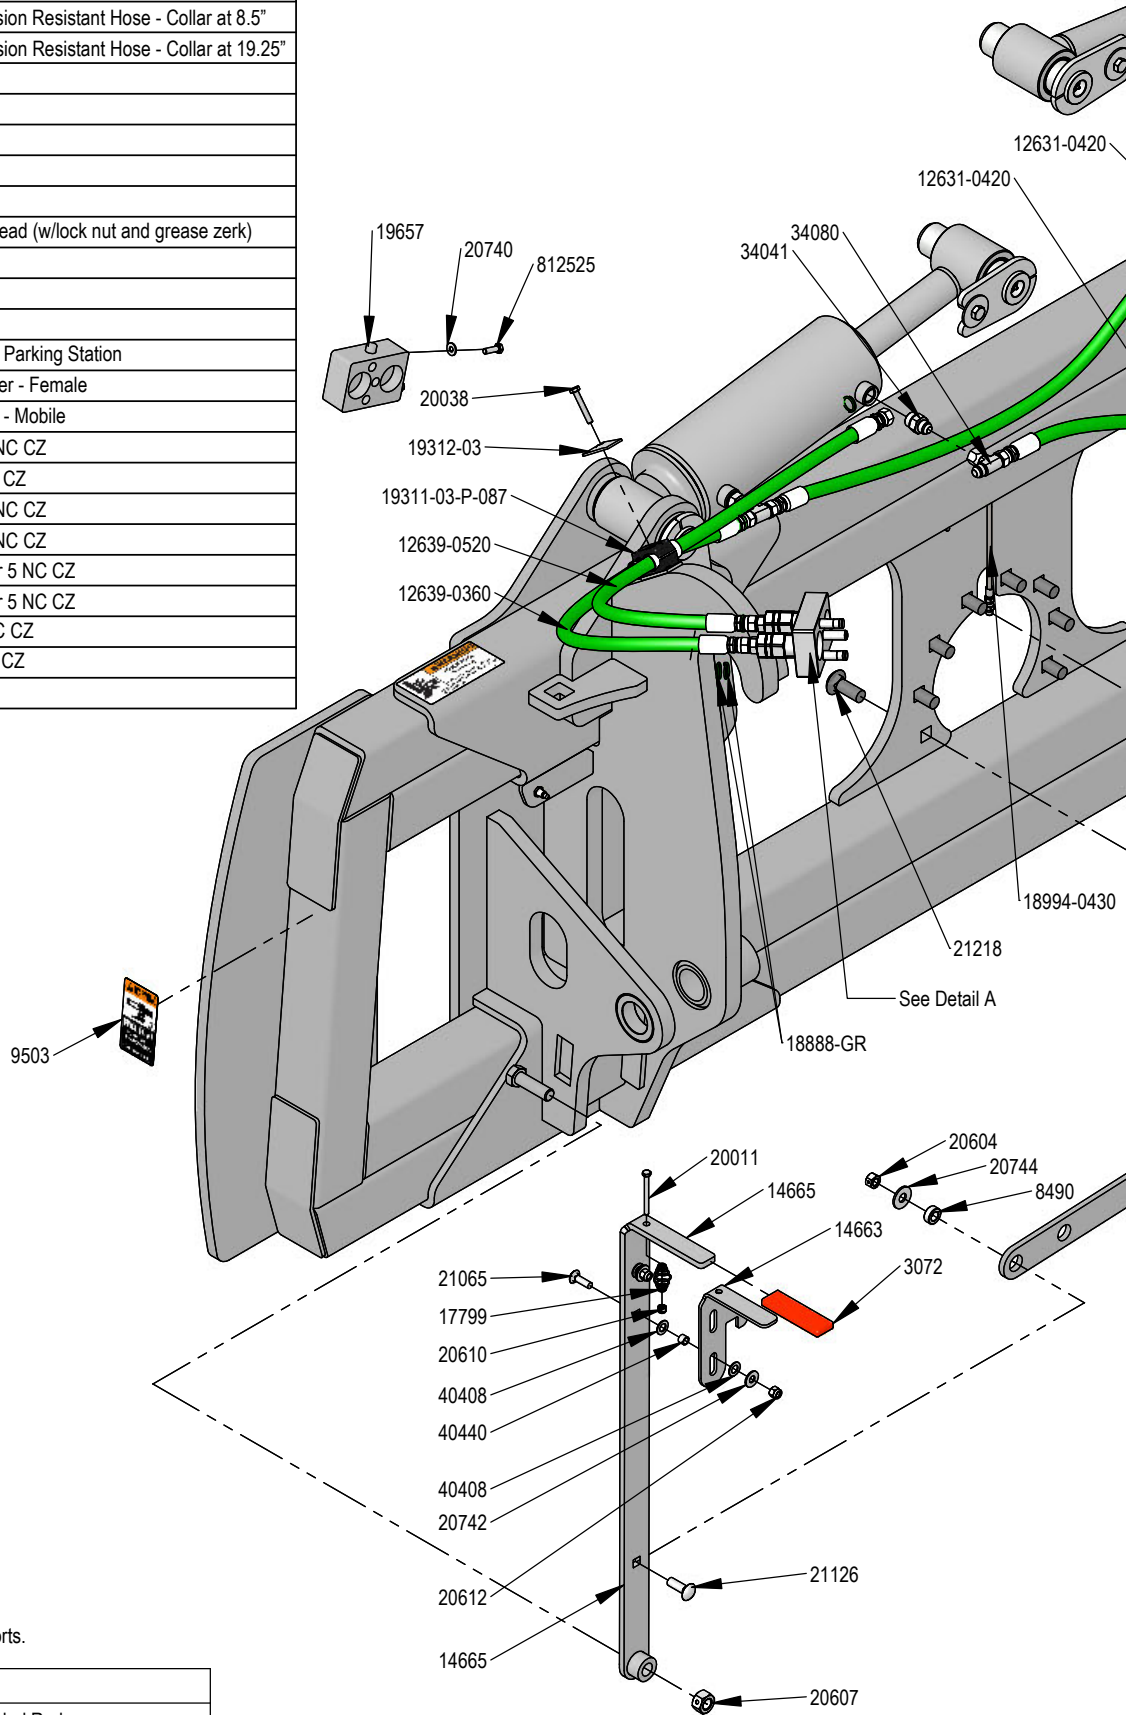 sion Resistant Hose - Collar at 8.5”
sion Resistant Hose - Collar at 19.25”
ead (w/lock nut and grease zerk)
Parking Station
er - Female
- Mobile
NC CZ
CZ
NC CZ
NC CZ
r 5 NC CZ
r 5 NC CZ
C CZ
CZ
12631-0420
12631-0420
19657
20740
812525
34080
34041
20038
19312-03
19311-03-P-087
12639-0520
12639-0360
18994-0430
21218
See Detail A
18888-GR
9503
20011
14665
14663
3072
20604
20744
8490
21065
17799
20610
40408
40440
40408
20742
20612
14665
21126
20607
rts.